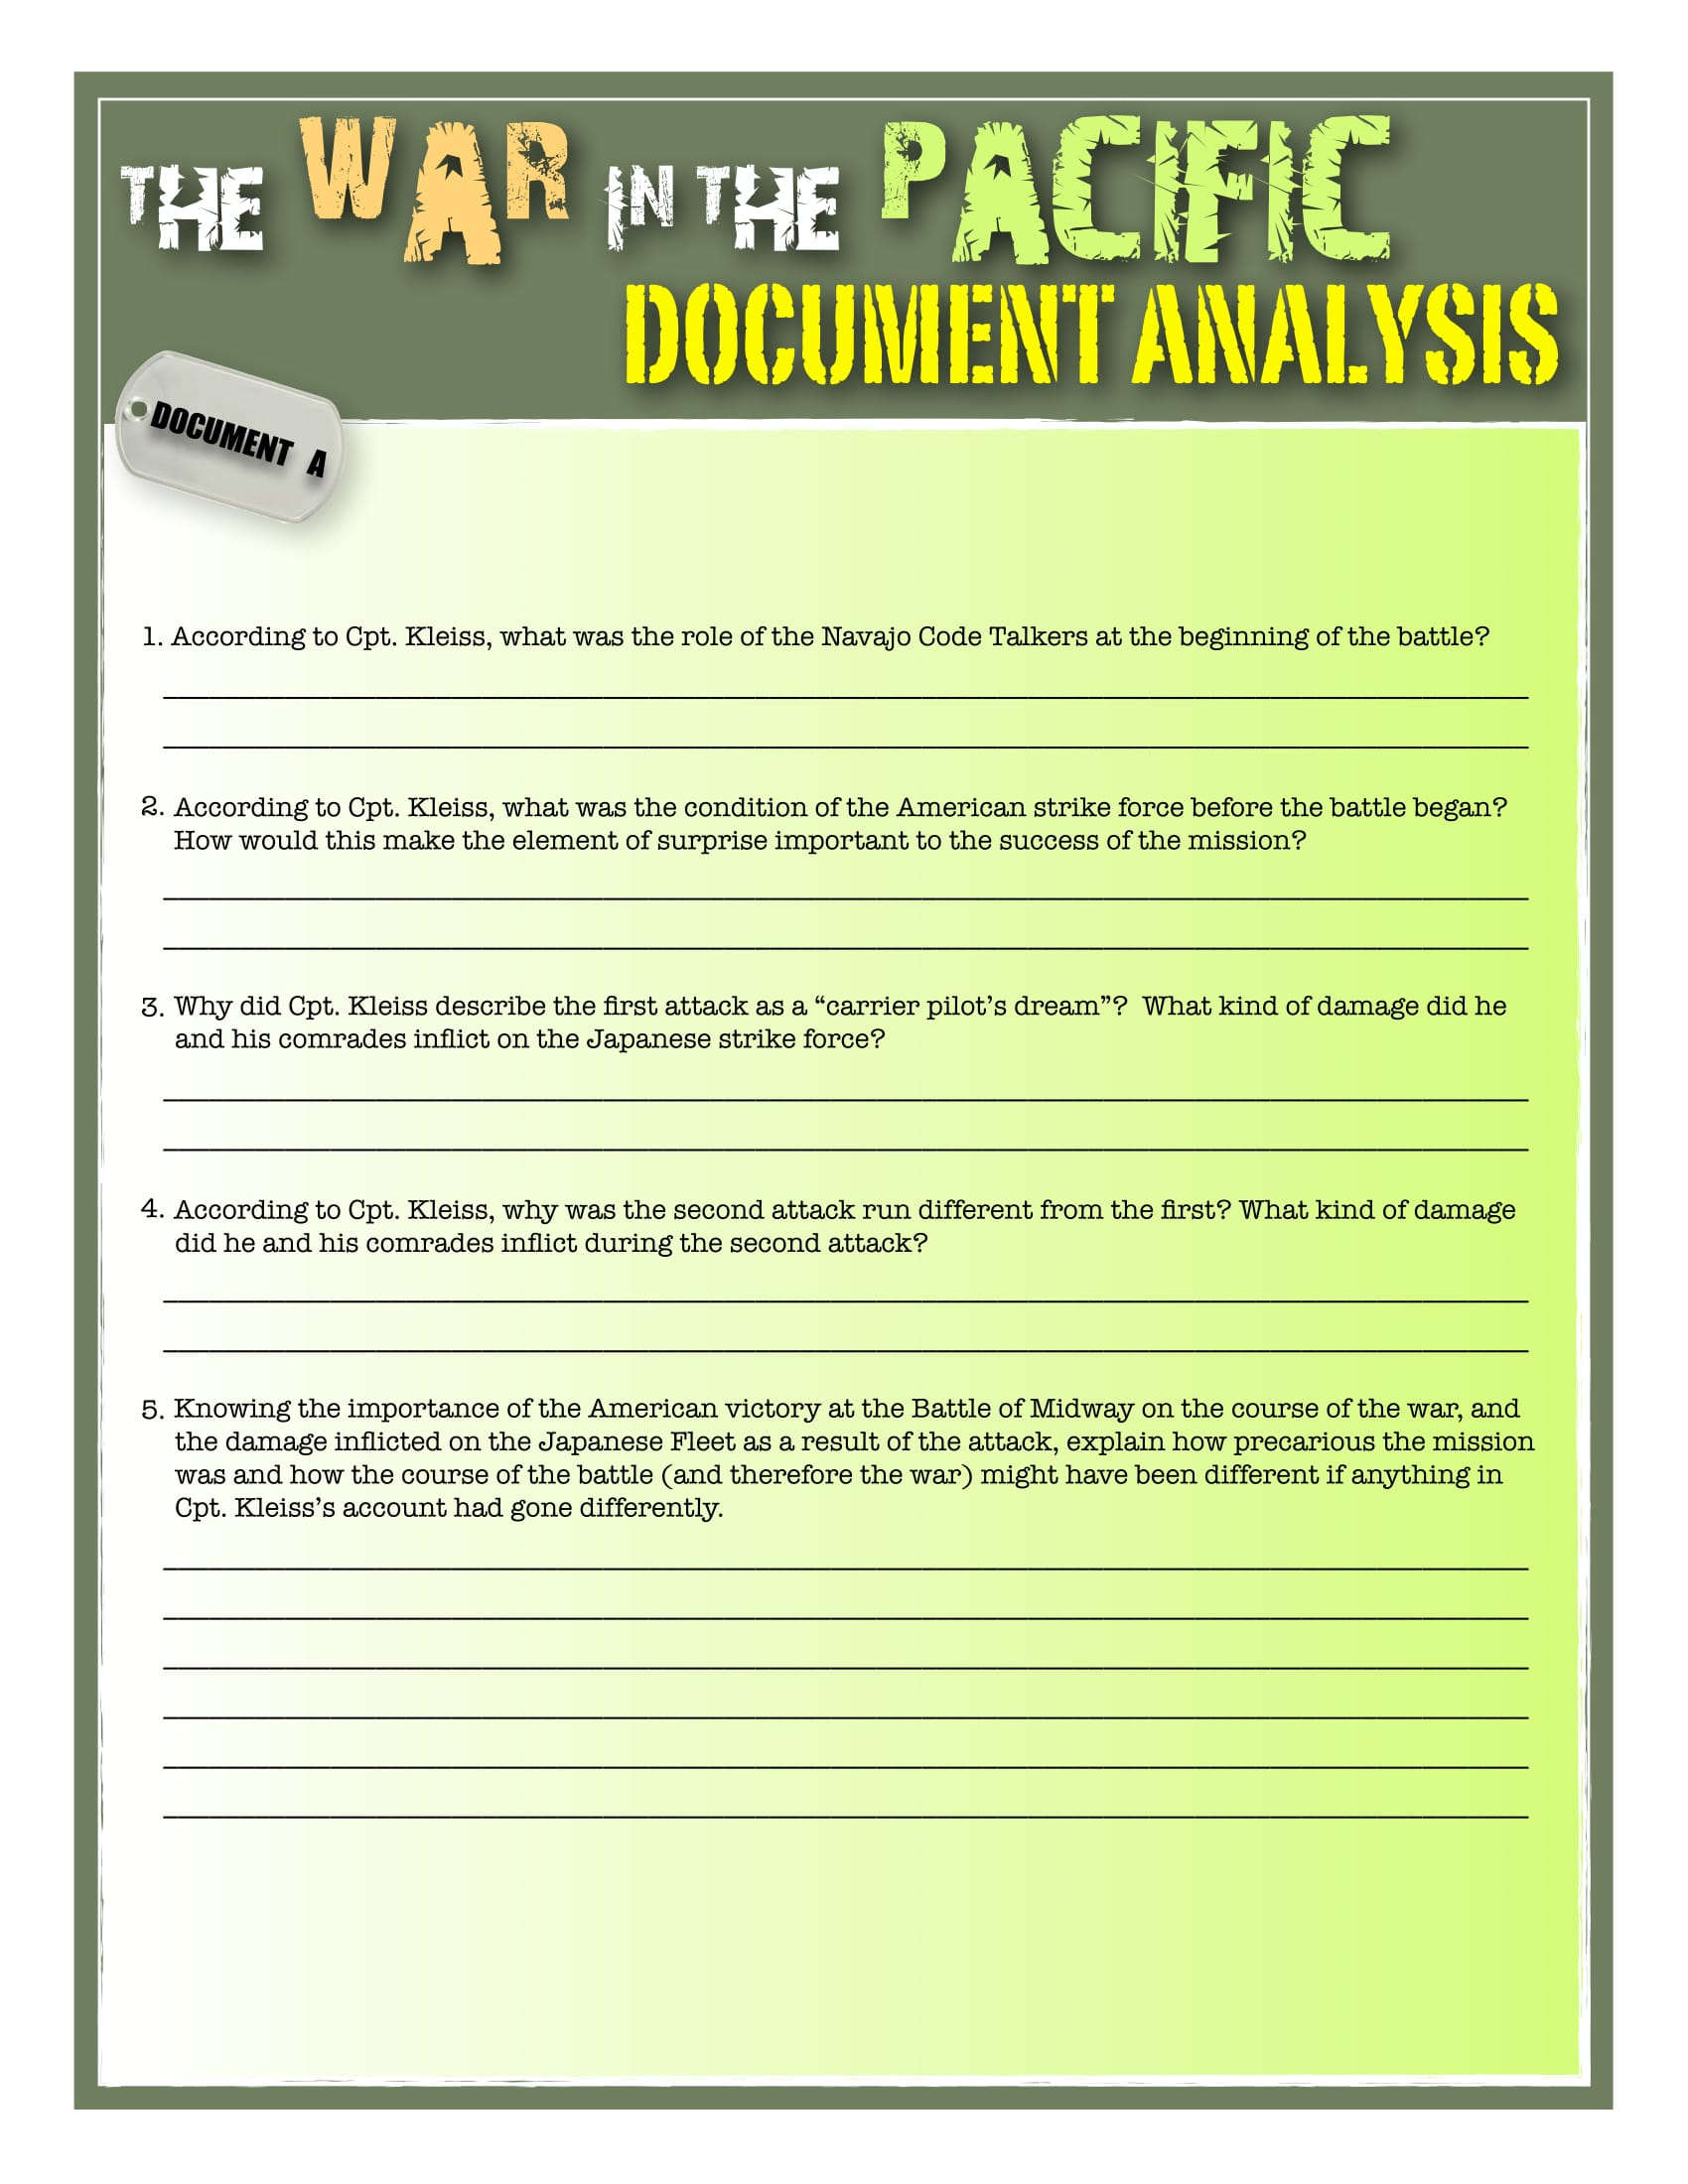 THE WAR IN THE PACIFIC
DOCUMENT ANALYSIS
DOCUMENT A
1. According to Cpt. Kleiss, what was the role of the Navajo Code Talkers at the beginning of the battle?
2. According to Cpt. Kleiss, what was the condition of the American strike force before the battle began?
How would this make the element of surprise important to the success of the mission?
3. Why did Cpt. Kleiss describe the first attack as a “carrier pilot’s dream”?  What kind of damage did he
and his comrades inflict on the Japanese strike force?
4. According to Cpt. Kleiss, why was the second attack run different from the first? What kind of damage
did he and his comrades inflict during the second attack?
5. Knowing the importance of the American victory at the Battle of Midway on the course of the war, and
the damage inflicted on the Japanese Fleet as a result of the attack, explain how precarious the mission
was and how the course of the battle (and therefore the war) might have been different if anything in
Cpt. Kleiss’s account had gone differently.